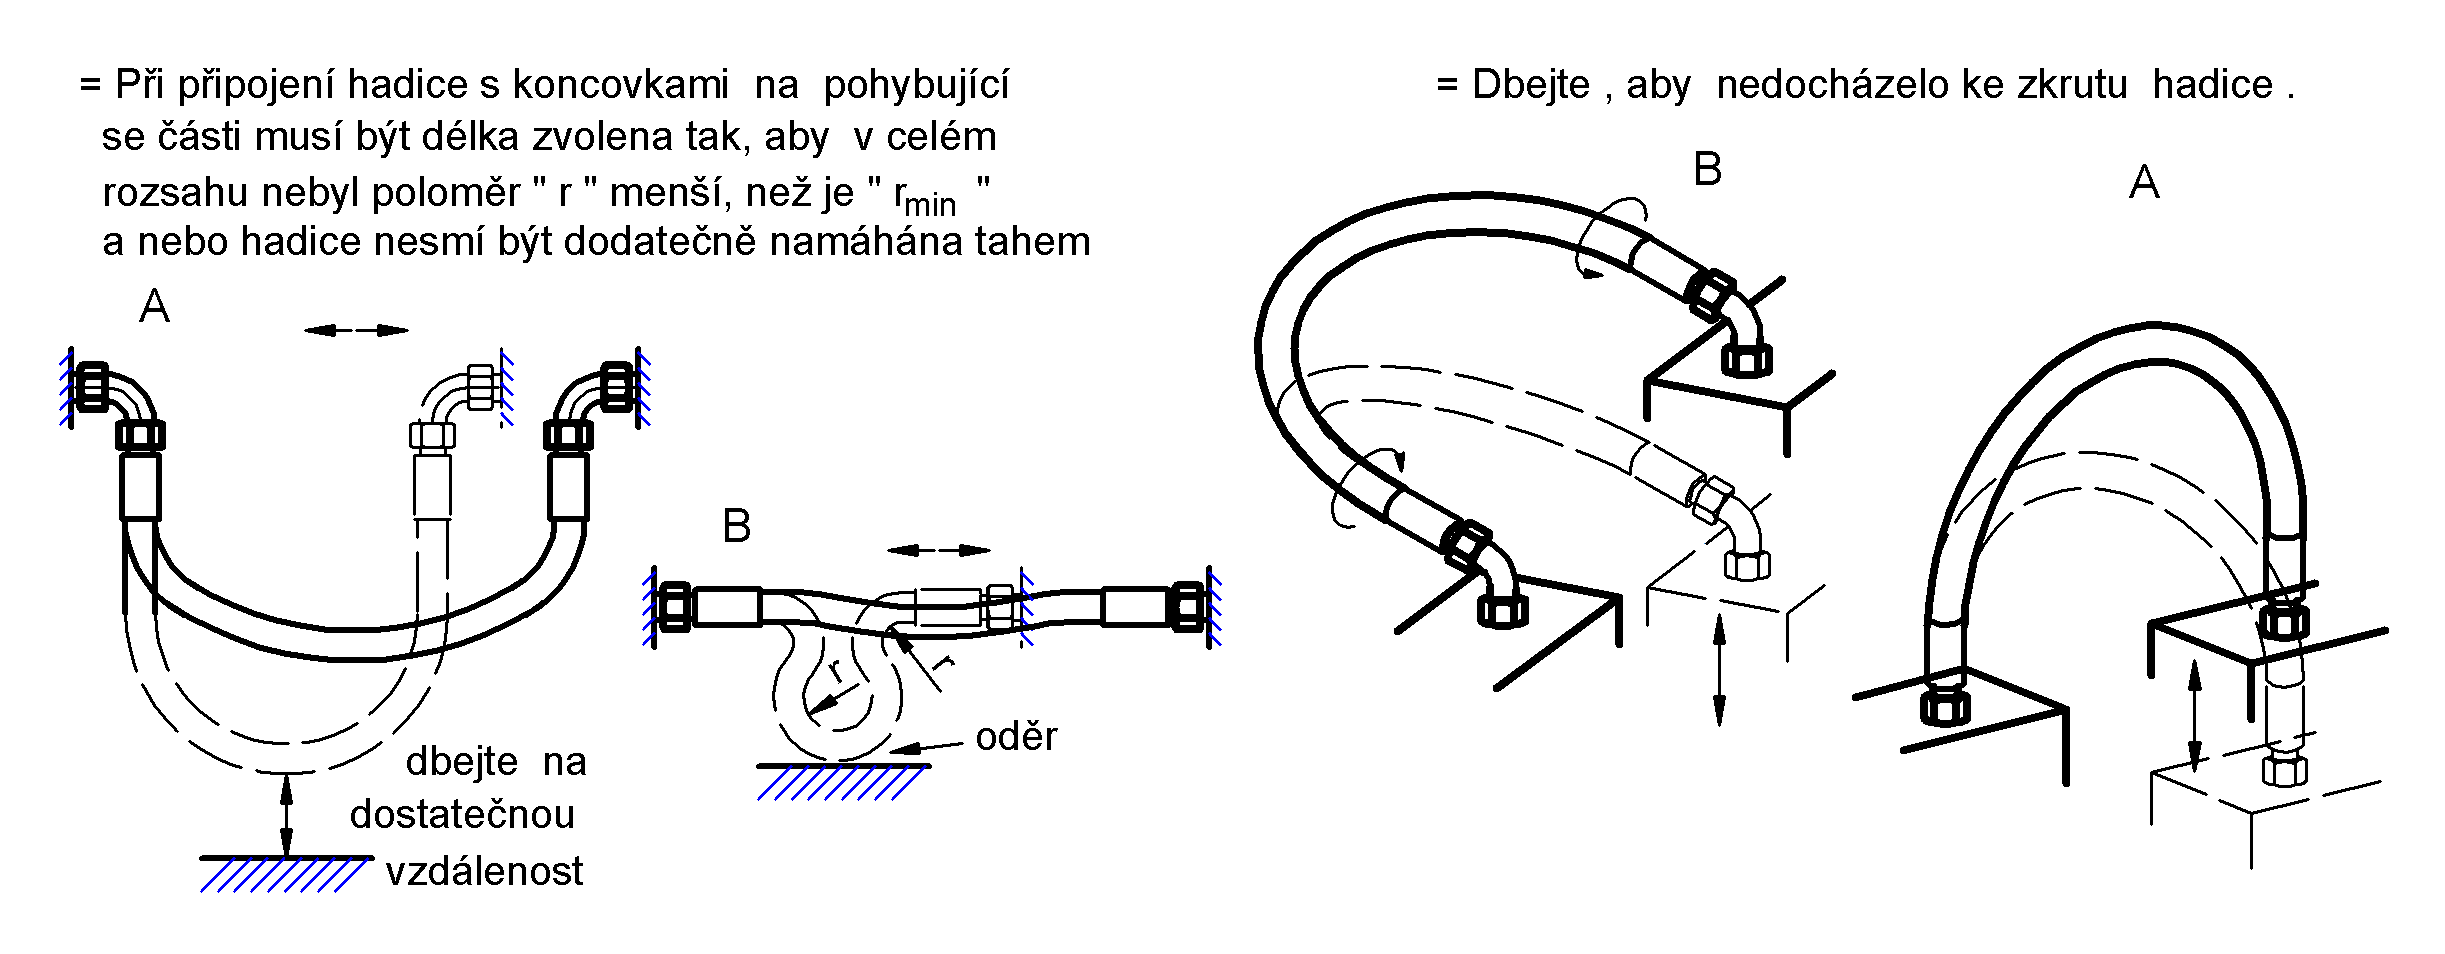 = Při připojení hadice s koncovkami na pohybující
se části musí být délka zvolena tak, aby v celém
rozsahu nebyl poloměr " r " menší, než je " rmin "
a nebo hadice nesmí být dodatečně namáhána tahem
A
B
r
r
oděr
dbejte na
dostatečnou
vzdálenost
= Dbejte , aby nedocházelo ke zkrutu hadice .
B
A